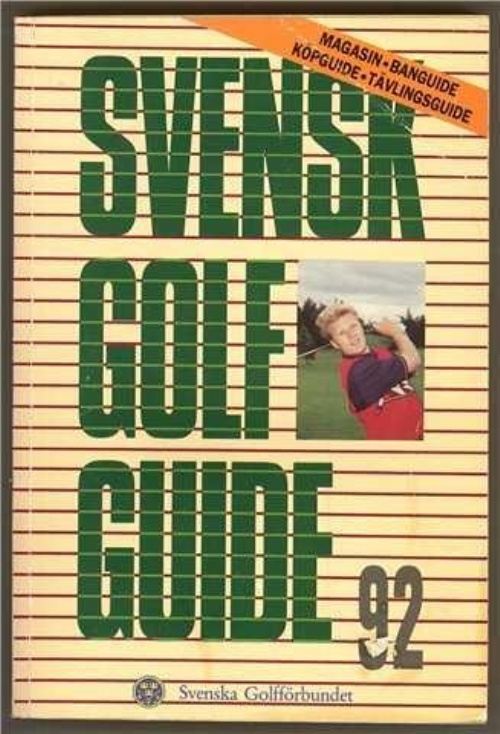 MAGASIN • BANGUIDE
KÖPGUIDE • TÄVLINGSGUIDE
SVENSK
GOLF
GUIDE
92
Svenska Golfförbundet